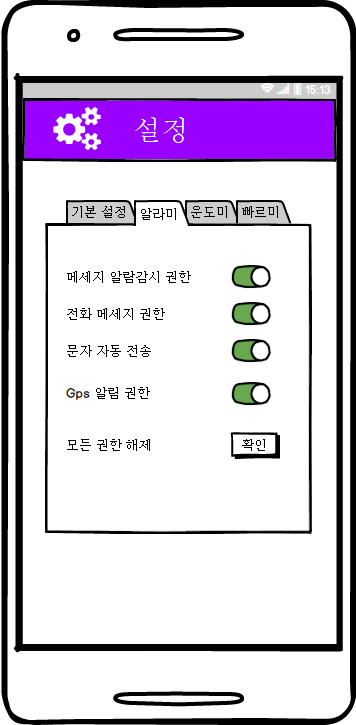 15:13
설정
기본 설정
알라미
운도미
빠르미
메세지 알람감시 권한
전화 메세지 권한
문자 자동 전송
Gps 알림 권한
모든 권한 해제
확인